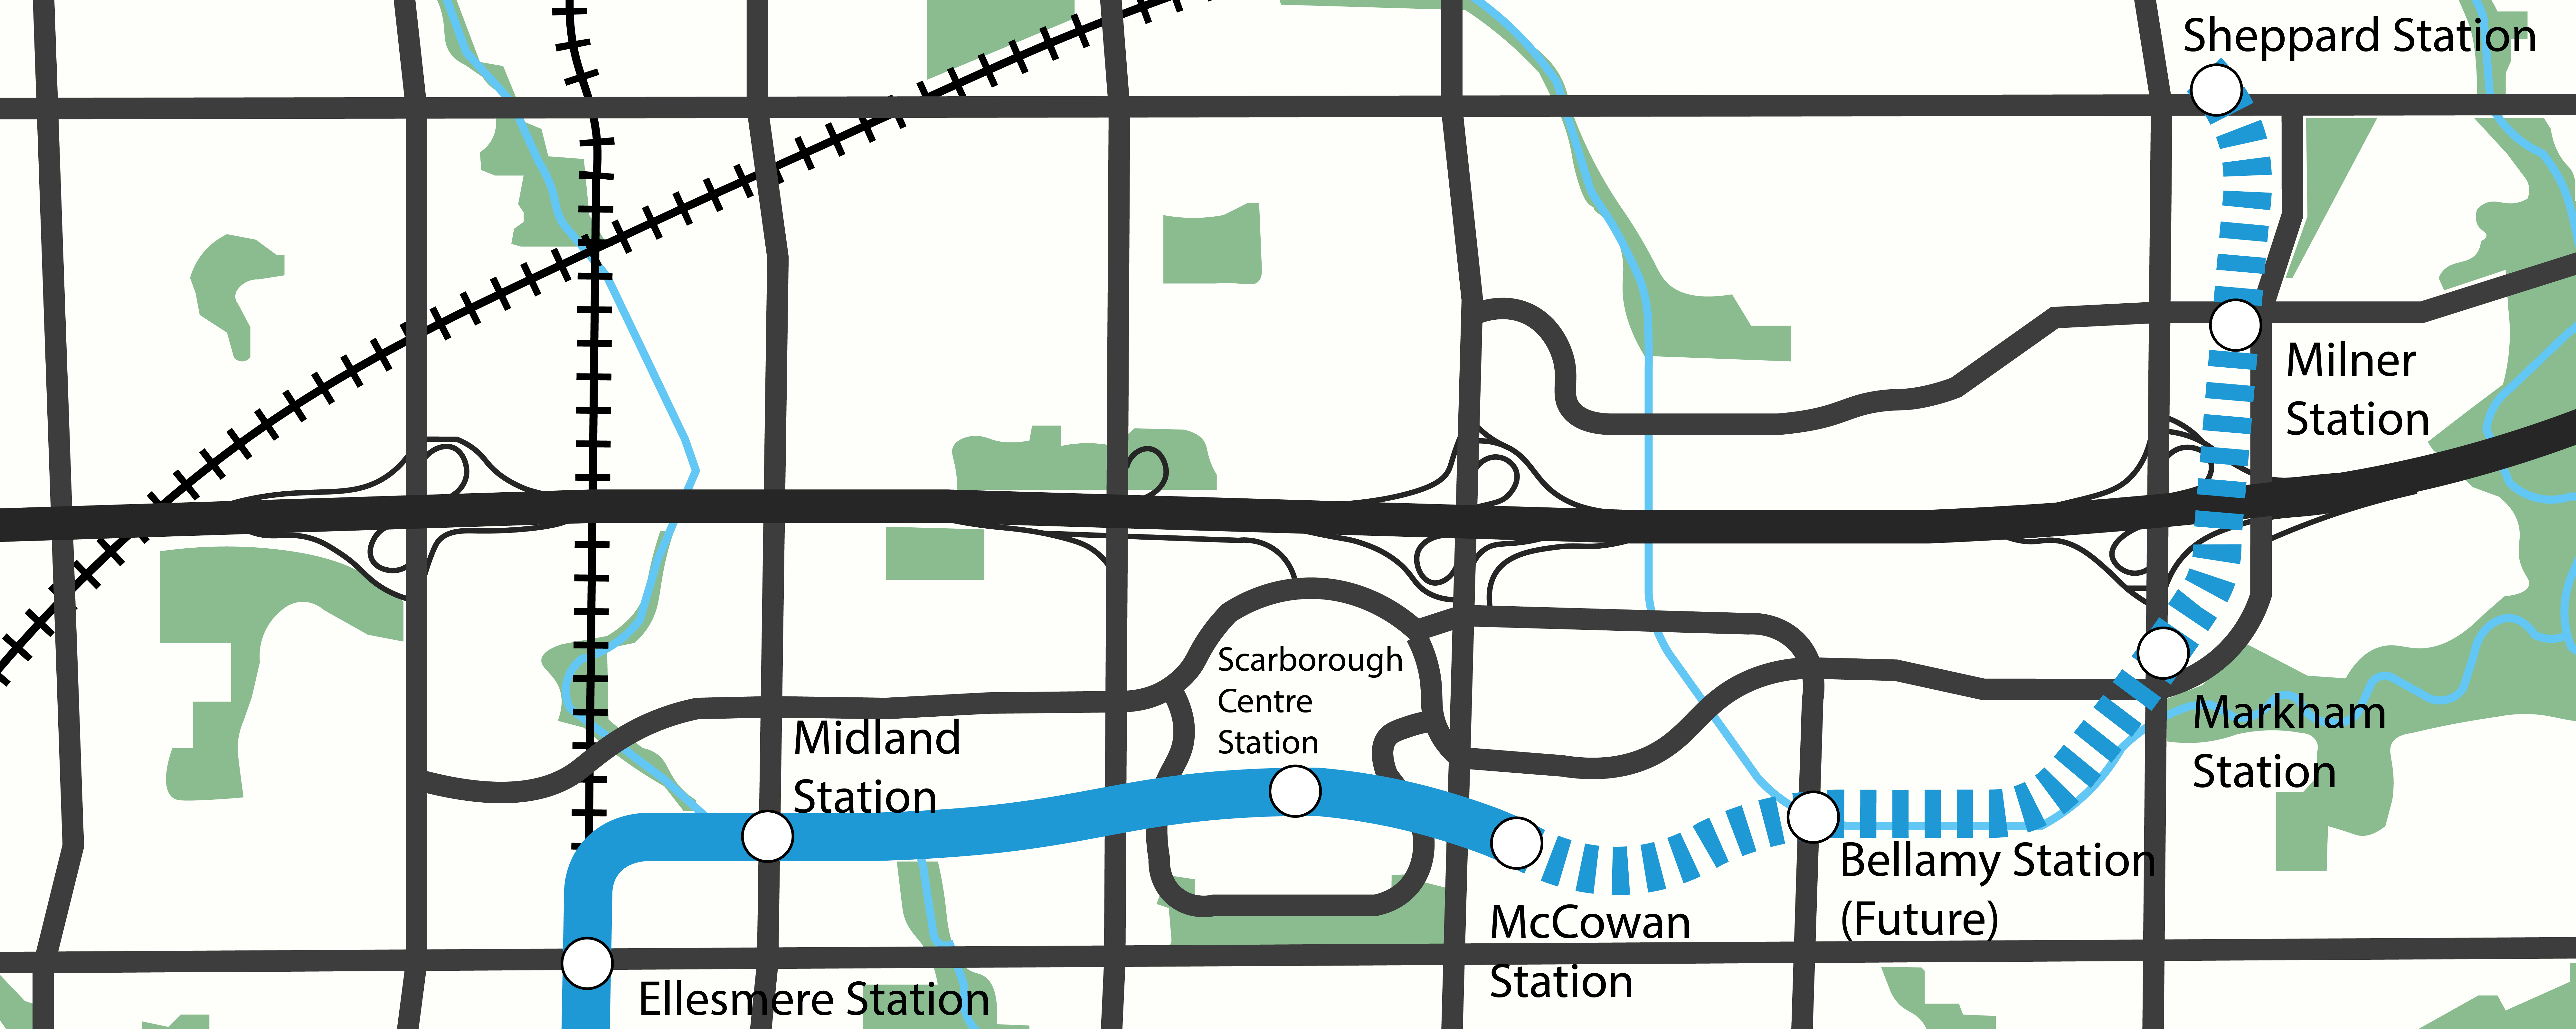 Sheppard Station
Milner
Station
Scarborough
Centre
Station
Midland
Station
Markham
Station
Bellamy Station
(Future)
McCowan
Station
Ellesmere Station